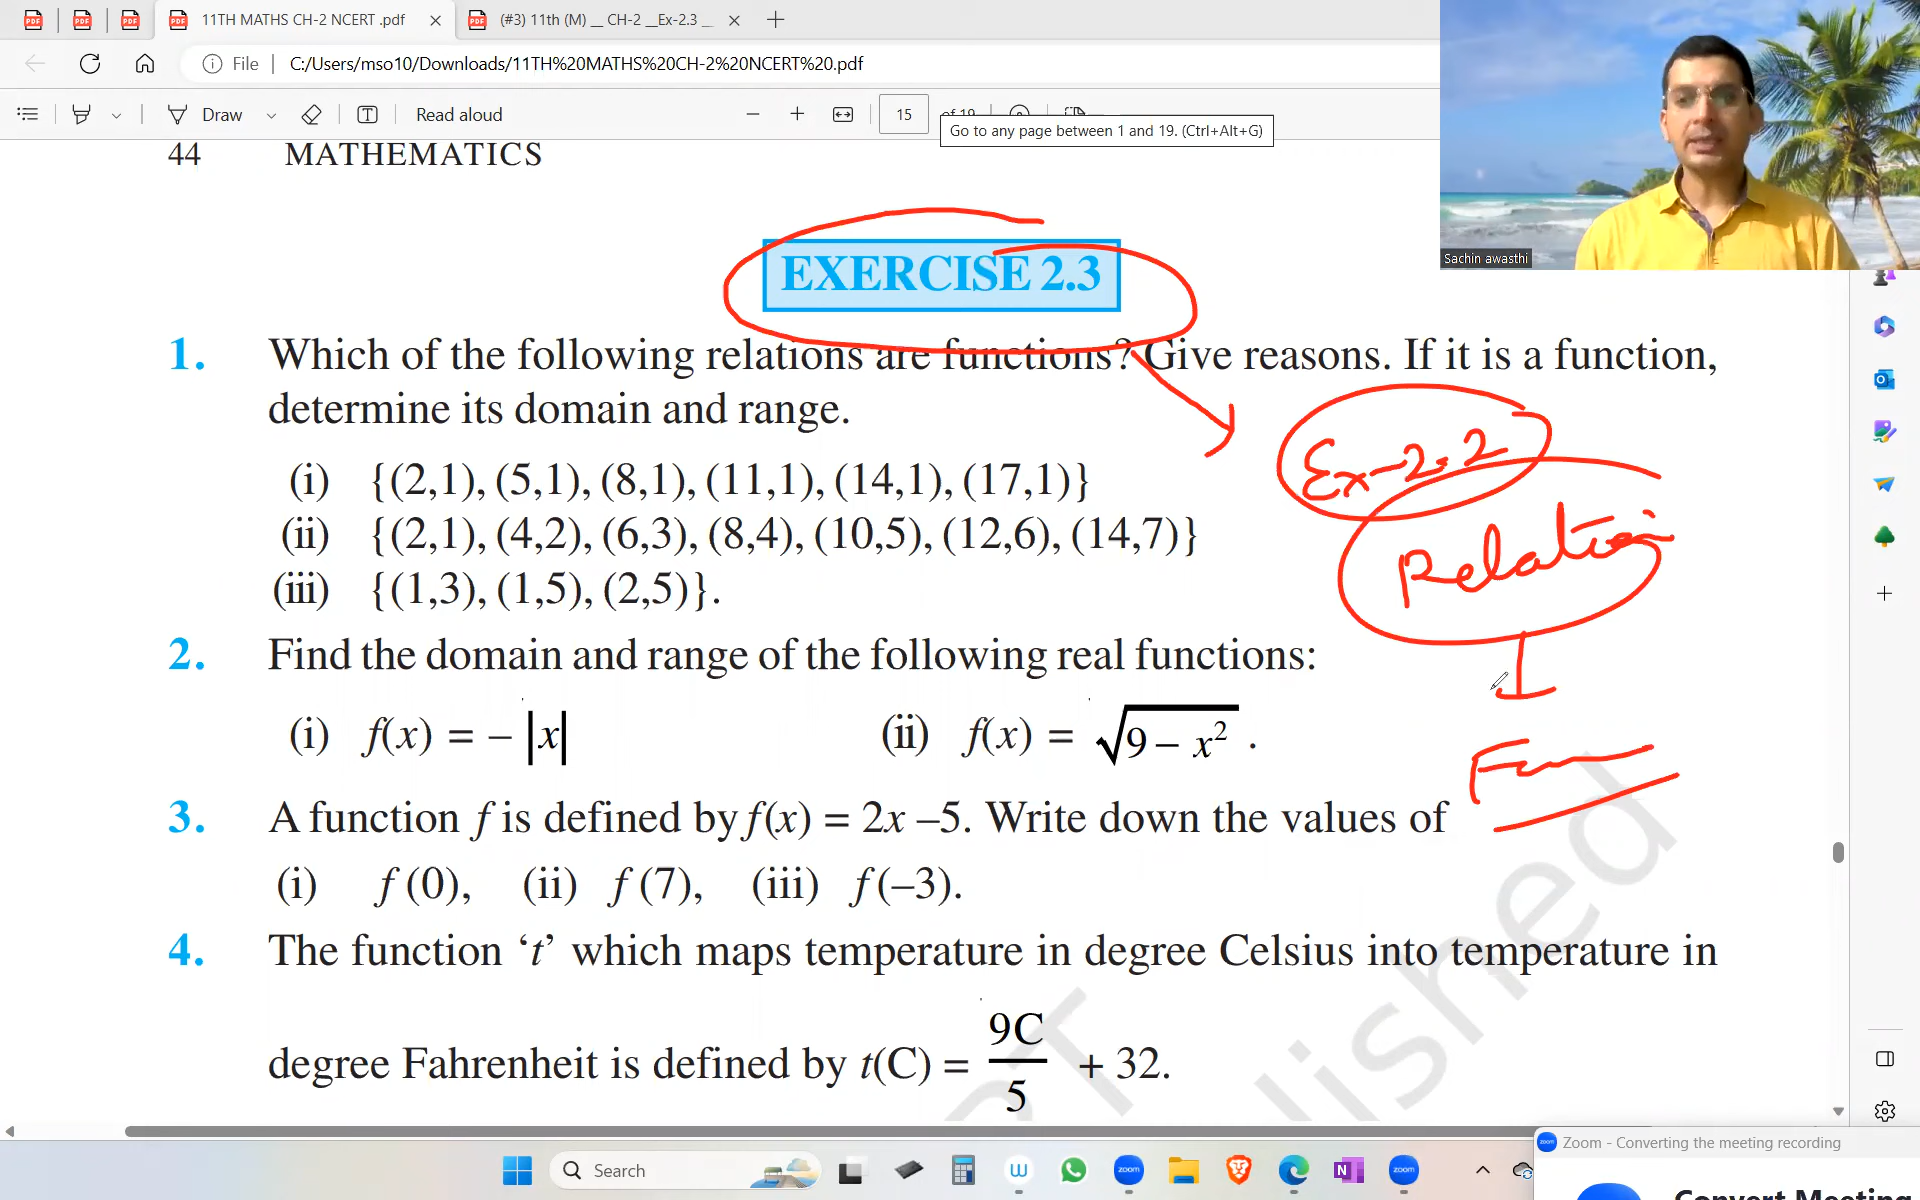 11TH MATHS CH-2 NCERT .pdf
(#3) 11th (M) __ CH-2 __Ex-2.3 _
File
C:/Users/mso10/Downloads/11TH%20MATHS%20CH-2%20NCERT%20.pdf
Draw
Read aloud
15
of 19
Go to any page between 1 and 19. (Ctrl+Alt+G)
Sachin awasthi
44 MATHEMATICS
EXERCISE 2.3
1. Which of the following relations are functions? Give reasons. If it is a function,
determine its domain and range.
(i) {(2,1), (5,1), (8,1), (11,1), (14,1), (17,1)}
(ii) {(2,1), (4,2), (6,3), (8,4), (10,5), (12,6), (14,7)}
(iii) {(1,3), (1,5), (2,5)}.
Ex-2.2
Relation
2. Find the domain and range of the following real functions:
(i) f(x) = – |x| (ii) f(x) = √9 – x² .
3. A function f is defined by f(x) = 2x –5. Write down the values of
(i) f (0), (ii) f (7), (iii) f (–3).
4. The function ‘t’ which maps temperature in degree Celsius into temperature in
degree Fahrenheit is defined by t(C) = 9C/5 + 32.
lished
Search
Zoom - Converting the meeting recording
Convert Meeting